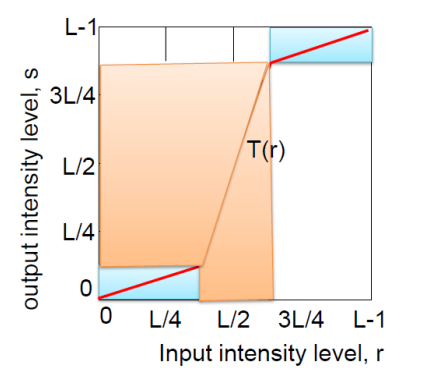 L-1
3L/4
L/2
L/4
0
output intensity level, s
T(r)
0 L/4 L/2 3L/4 L-1
Input intensity level, r